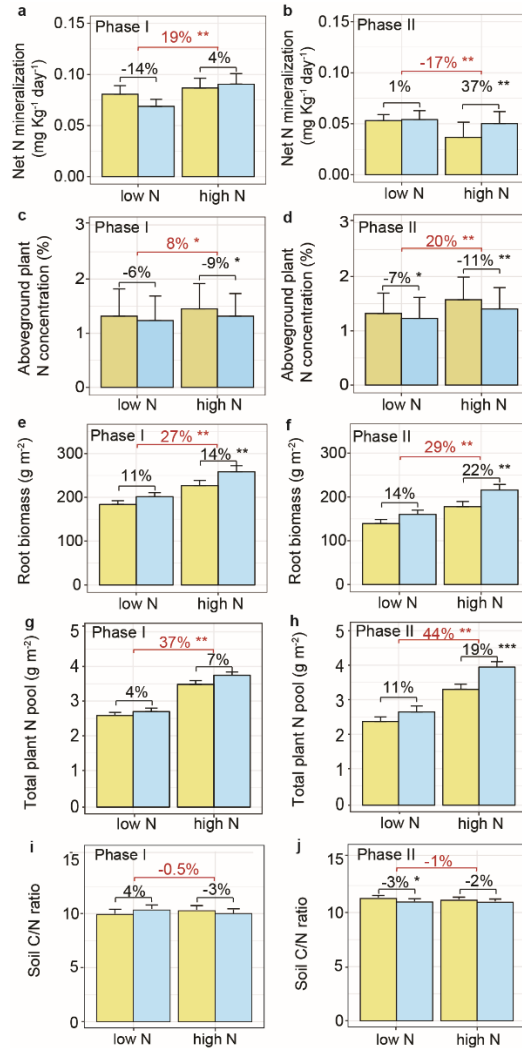 a
Phase I
19% **
-14%
4%
Net N mineralization
(mg Kg-1 day-1)
0.15
0.10
0.05
0.00
low N
high N
b
Phase II
-17% **
1%
37% **
Net N mineralization
(mg Kg-1 day-1)
0.15
0.10
0.05
0.00
low N
high N
c
Phase I
8% *
-6%
-9% *
Aboveground plant
N concentration (%)
3
2
1
0
low N
high N
d
Phase II
20% **
-7% *
-11% **
Aboveground plant
N concentration (%)
3
2
1
0
low N
high N
e
Phase I
27% **
11%
14% **
Root biomass (g m-2)
300
200
100
0
low N
high N
f
Phase II
29% **
14%
22% **
Root biomass (g m-2)
300
200
100
0
low N
high N
g
Phase I
37% **
4%
7%
Total plant N pool (g m-2)
5
4
3
2
1
0
low N
high N
h
Phase II
44% **
11%
19% ***
Total plant N pool (g m-2)
5
4
3
2
1
0
low N
high N
i
Phase I
-0.5%
4%
-3%
Soil C/N ratio
15
10
5
0
low N
high N
j
Phase II
-1%
-3% *
-2%
Soil C/N ratio
15
10
5
0
low N
high N